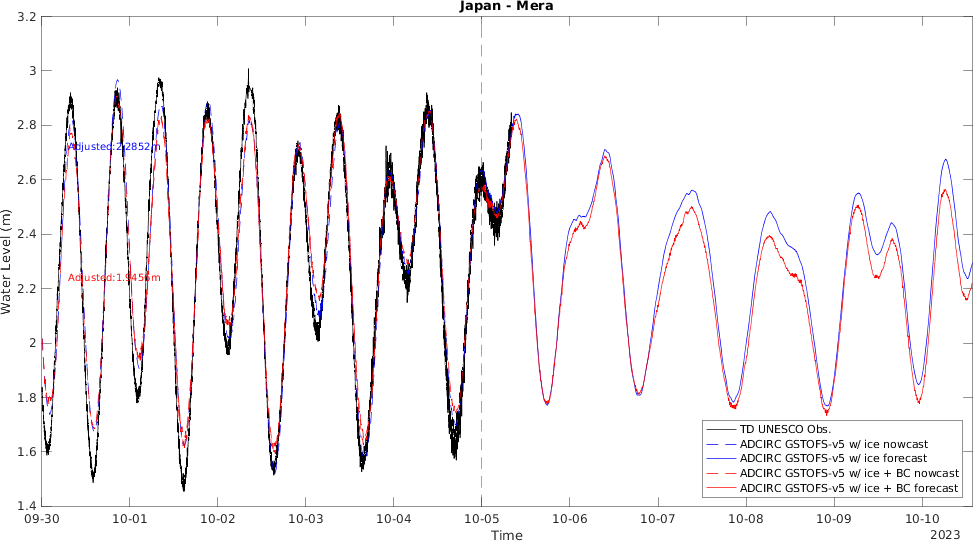 Japan - Mera
Water Level (m)
3.2
3
2.8
2.6
2.4
2.2
2
1.8
1.6
1.4
Adjusted:2.2852m
Adjusted:1.9456m
TD UNESCO Obs.
ADCIRC GSTOFS-v5 w/ ice nowcast
ADCIRC GSTOFS-v5 w/ ice forecast
ADCIRC GSTOFS-v5 w/ ice + BC nowcast
ADCIRC GSTOFS-v5 w/ ice + BC forecast
09-30 10-01 10-02 10-03 10-04 10-05 10-06 10-07 10-08 10-09 10-10
Time
2023